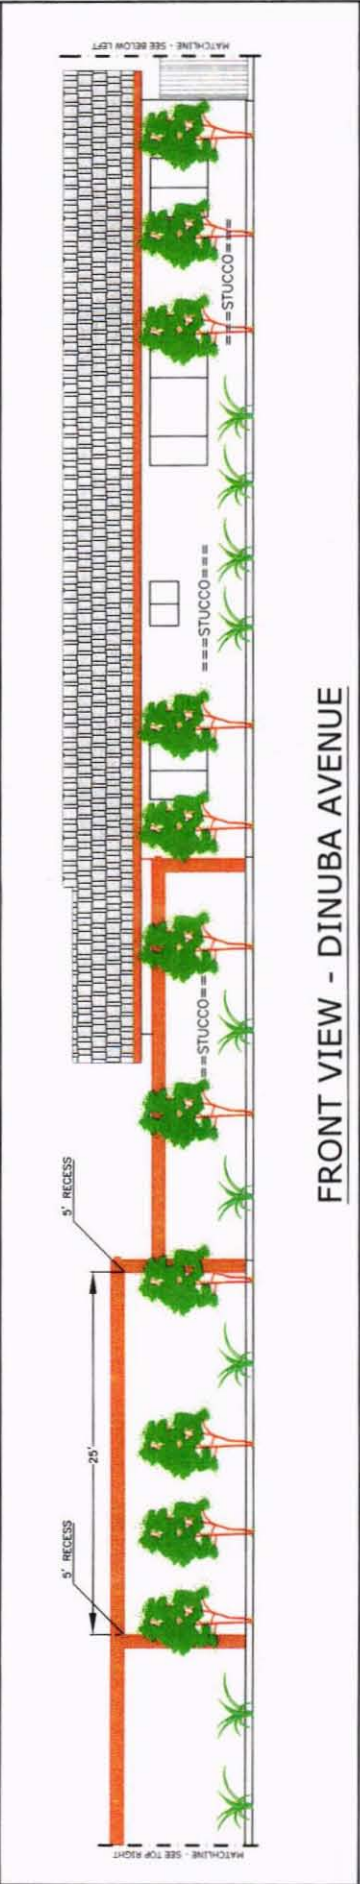 MATCHLINE - SEE TOP RIGHT
5' RECESS
25'
5' RECESS
===STUCCO===
===STUCCO===
===STUCCO===
MATCHLINE - SEE BELOW LEFT
FRONT VIEW - DINUBA AVENUE